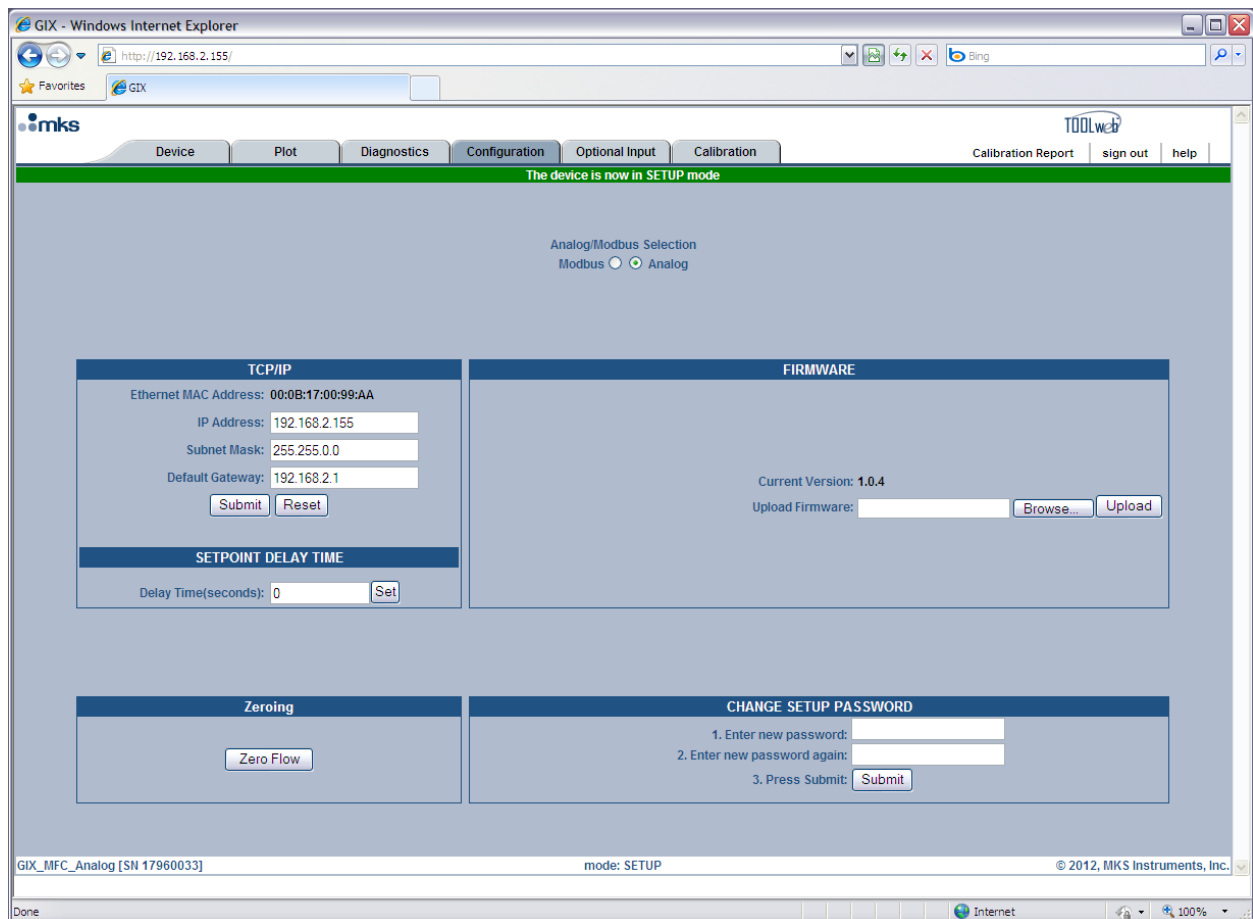 GIX - Windows Internet Explorer
http://192.168.2.155/
Bing
Favorites
GIX
mks
TOOLweb
Device Plot Diagnostics Configuration Optional Input Calibration
Calibration Report sign out help
The device is now in SETUP mode
Analog/Modbus Selection
Modbus Analog
TCP/IP
Ethernet MAC Address: 00:0B:17:00:99:AA
IP Address: 192.168.2.155
Subnet Mask: 255.255.0.0
Default Gateway: 192.168.2.1
Submit Reset
SETPOINT DELAY TIME
Delay Time(seconds): 0 Set
FIRMWARE
Current Version: 1.0.4
Upload Firmware: Browse... Upload
Zeroing
Zero Flow
CHANGE SETUP PASSWORD
1. Enter new password:
2. Enter new password again:
3. Press Submit: Submit
GIX_MFC_Analog [SN 17960033] mode: SETUP © 2012, MKS Instruments, Inc.
Done Internet 100%